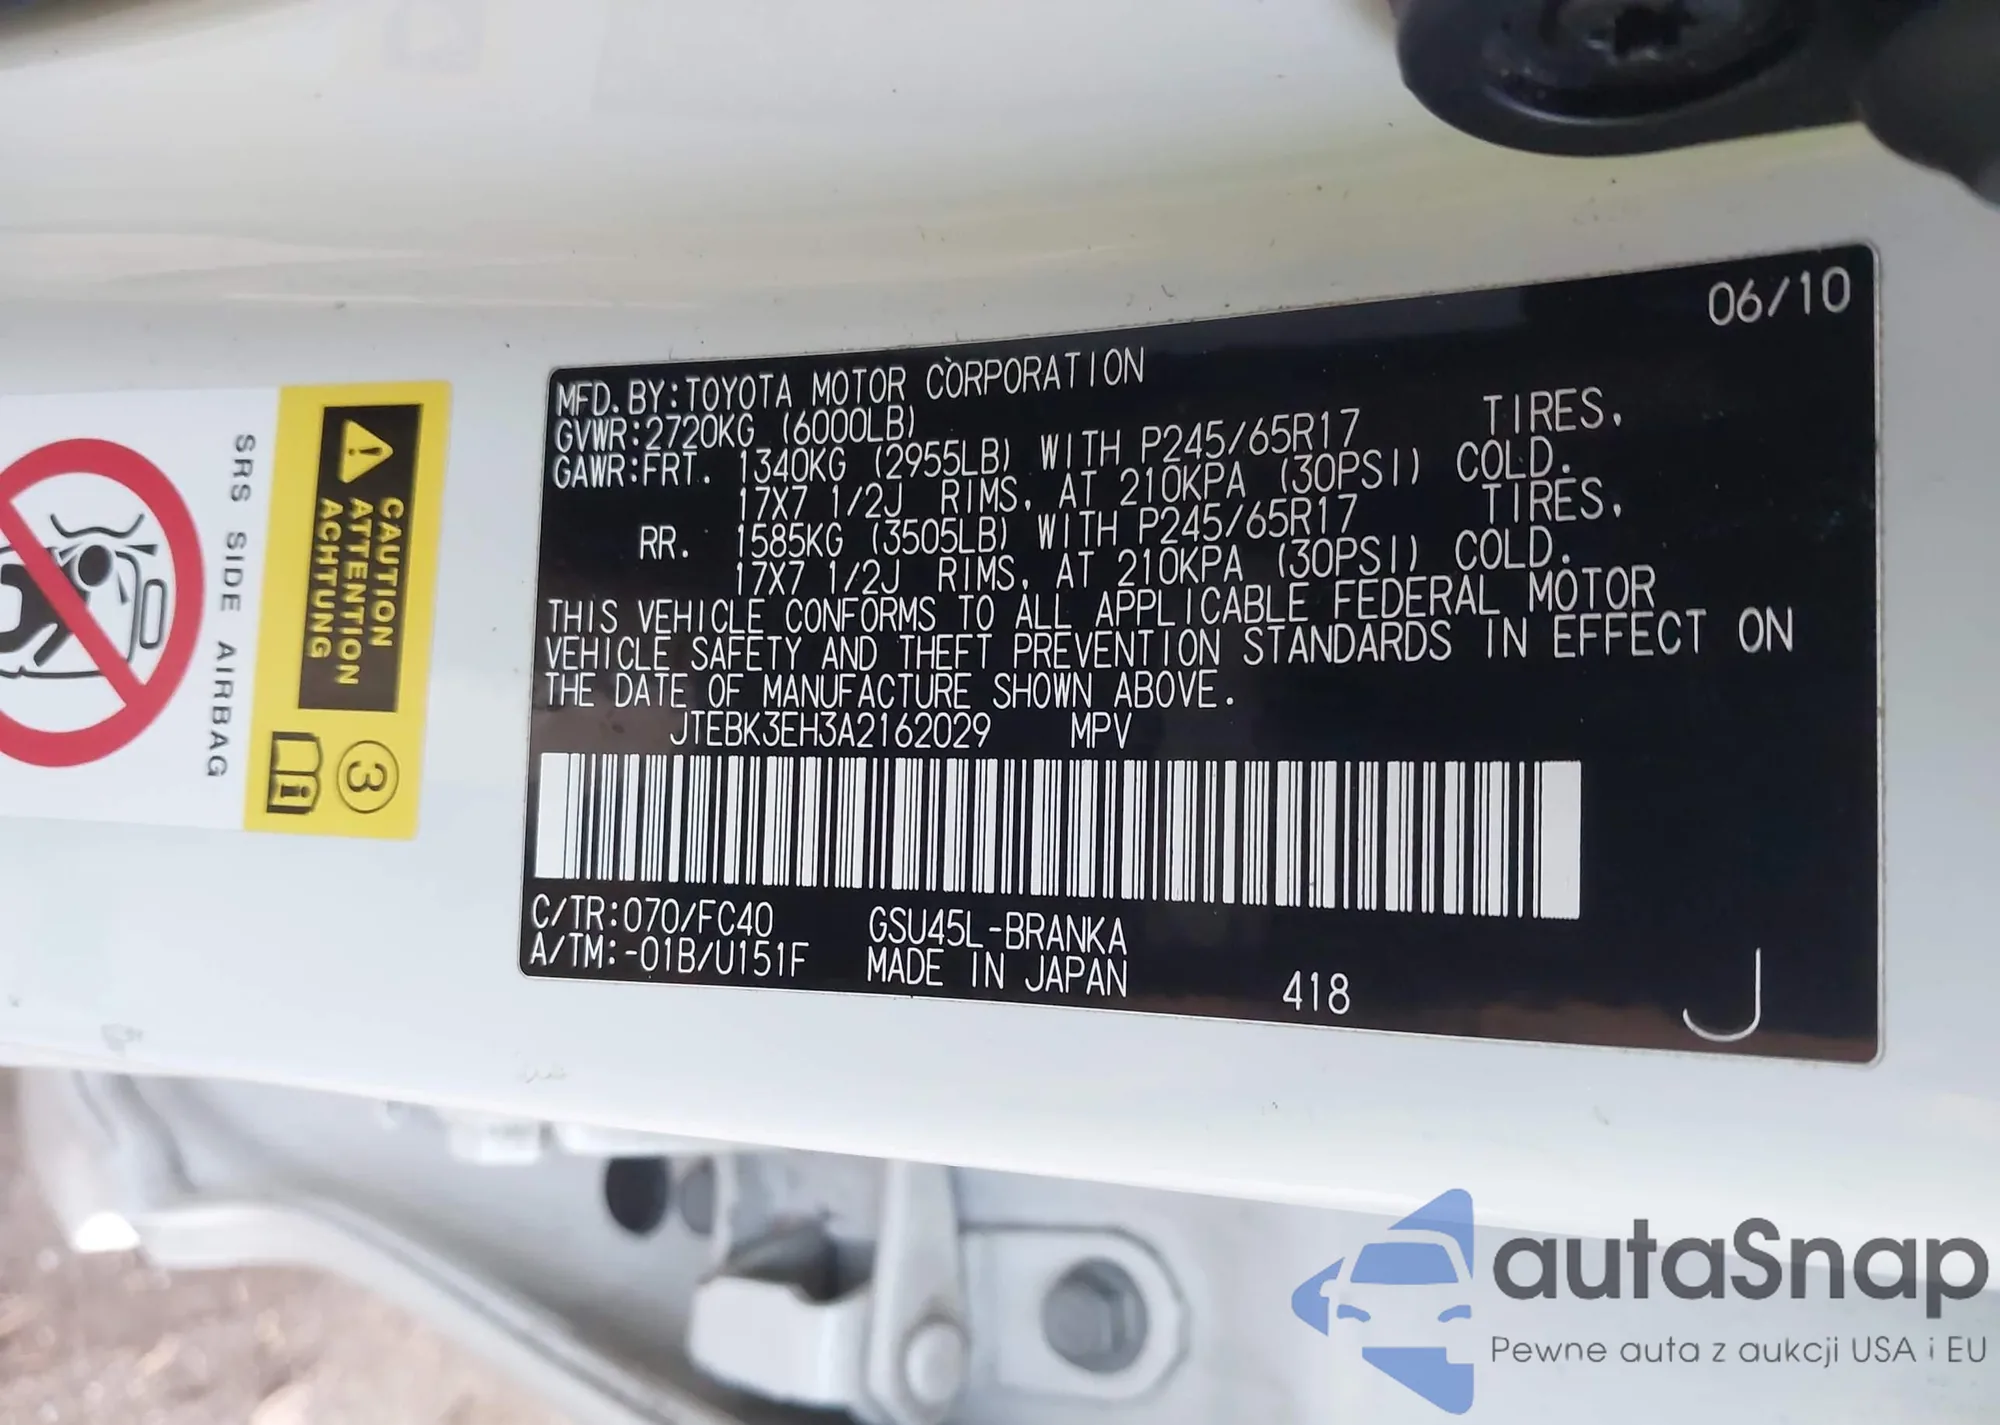 06/10
MFD. BY:TOYOTA MOTOR CORPORATION
GVWR:2720KG (6000LB)
GAWR:FRT. 1340KG (2955LB) WITH P245/65R17 TIRES,
17X7 1/2J RIMS, AT 210KPA (30PSI) COLD.
RR. 1585KG (3505LB) WITH P245/65R17 TIRES,
17X7 1/2J RIMS, AT 210KPA (30PSI) COLD.
THIS VEHICLE CONFORMS TO ALL APPLICABLE FEDERAL MOTOR
VEHICLE SAFETY AND THEFT PREVENTION STANDARDS IN EFFECT ON
THE DATE OF MANUFACTURE SHOWN ABOVE.
JTEBK3EH3A2162029 MPV
C/TR:070/FC40 GSU45L-BRANKA
A/TM:-01B/U151F MADE IN JAPAN
418
J
CAUTION
ATTENTION
ACHTUNG
3
i
SRS SIDE AIRBAG
autaSnap
Pewne auta z aukcji USA i EU